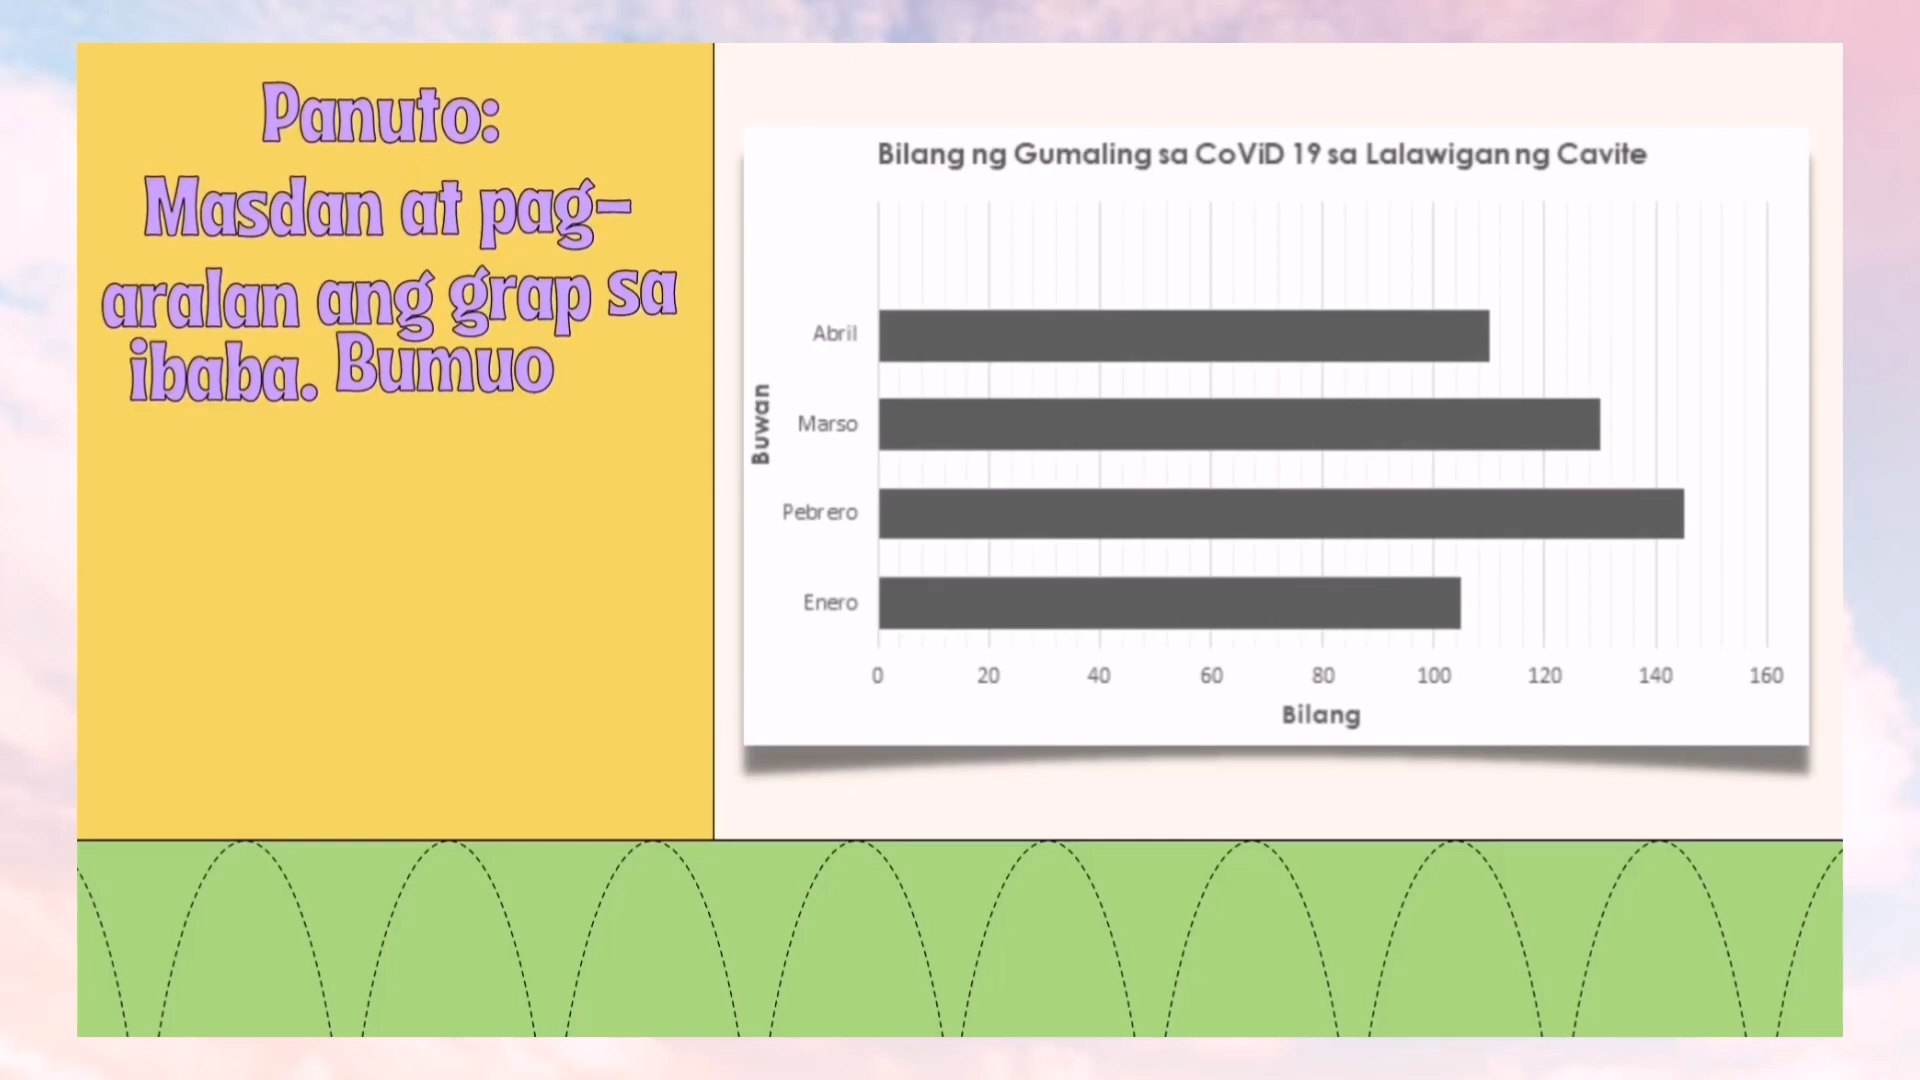 Panuto:
Masdan at pag-
aralan ang grap sa
ibaba. Bumuo
Bilang ng Gumaling sa CoViD 19 sa Lalawigan ng Cavite
Buwan
Abril
Marso
Pebrero
Enero
0 20 40 60 80 100 120 140 160
Bilang